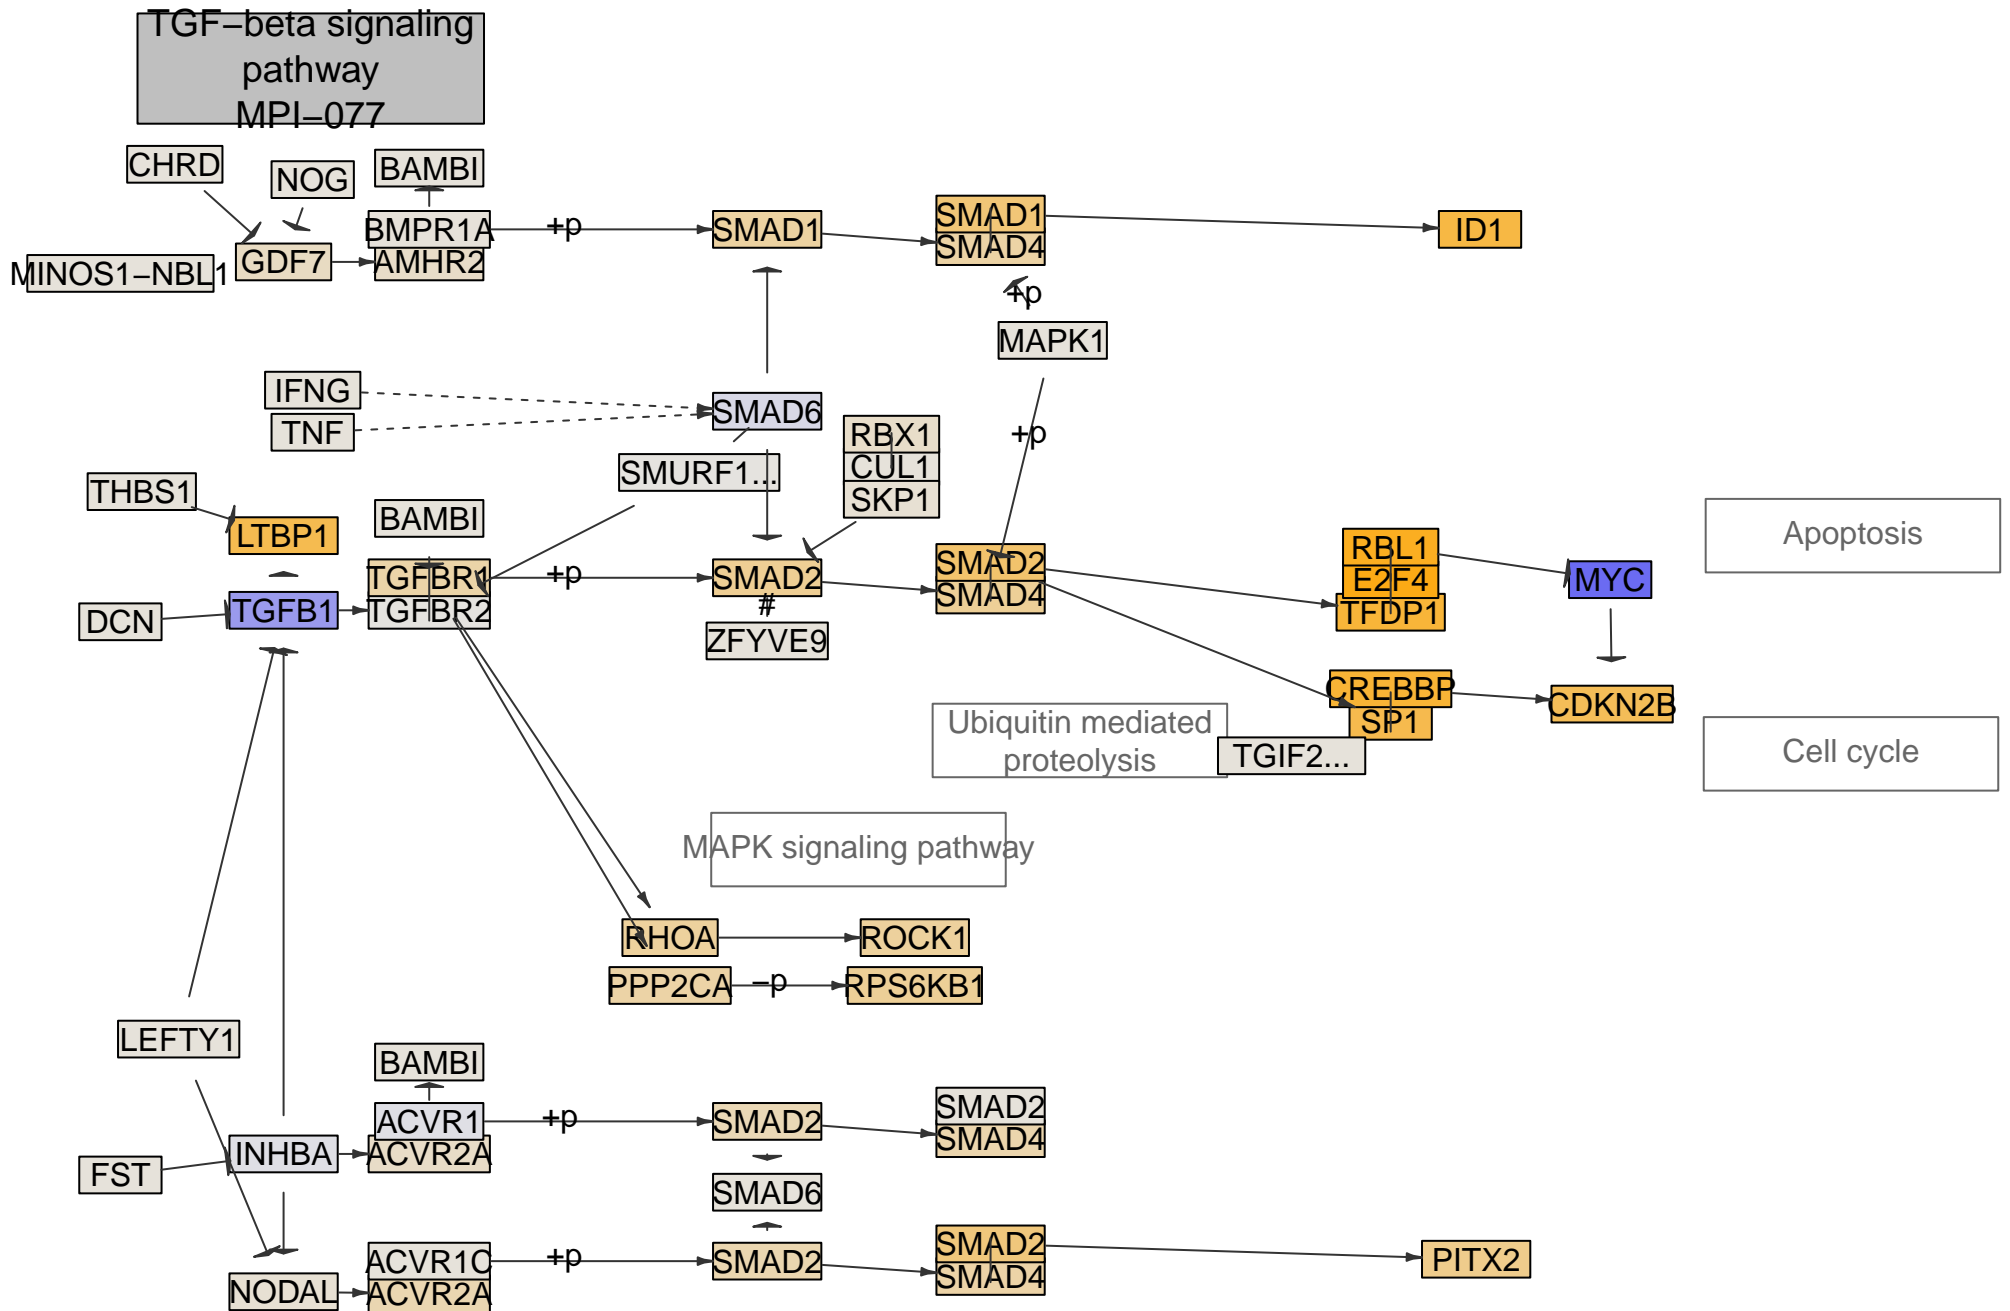 TGF−beta signaling
pathway
MPI−077
CHRD
NOG
BAMBI
BMPR1A
+p
SMAD1
SMAD1
SMAD4
ID1
MINOS1−NBL1
GDF7
AMHR2
+p
MAPK1
IFNG
TNF
SMAD6
RBX1
CUL1
SKP1
+p
SMURF1...
THBS1
LTBP1
BAMBI
TGFBR1
TGFBR2
+p
SMAD2
#
ZFYVE9
SMAD2
SMAD4
RBL1
E2F4
TFDP1
MYC
Apoptosis
DCN
TGFB1
CREBBP
SP1
TGIF2...
CDKN2B
Cell cycle
Ubiquitin mediated
proteolysis
MAPK signaling pathway
RHOA
ROCK1
PPP2CA
−p
RPS6KB1
LEFTY1
BAMBI
ACVR1
ACVR2A
+p
SMAD2
SMAD2
SMAD4
INHBA
FST
SMAD6
ACVR1C
ACVR2A
+p
SMAD2
SMAD2
SMAD4
PITX2
NODAL